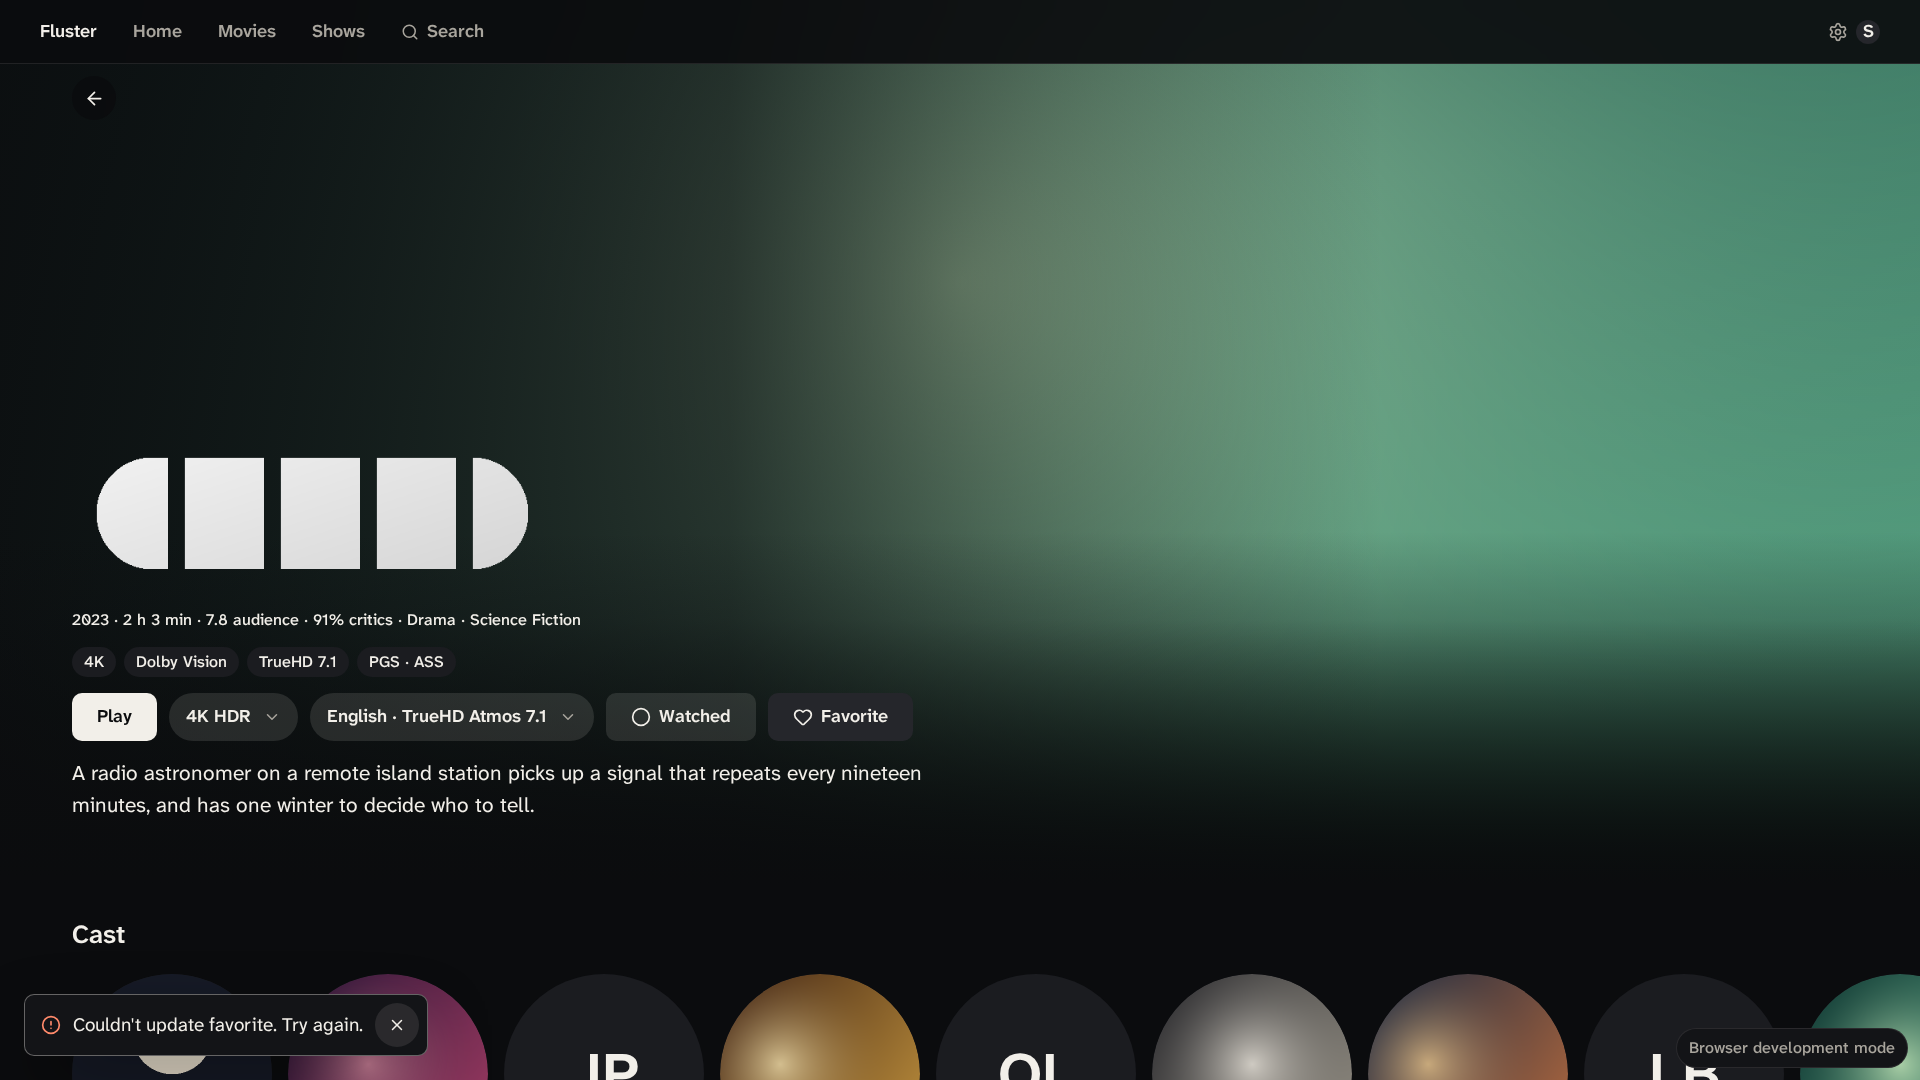 Fluster
Home
Movies
Shows
Search
S
2023 · 2 h 3 min · 7.8 audience · 91% critics · Drama · Science Fiction
4K
Dolby Vision
TrueHD 7.1
PGS · ASS
Play
4K HDR
English · TrueHD Atmos 7.1
Watched
Favorite
A radio astronomer on a remote island station picks up a signal that repeats every nineteen
minutes, and has one winter to decide who to tell.
Cast
Couldn't update favorite. Try again.
Browser development mode